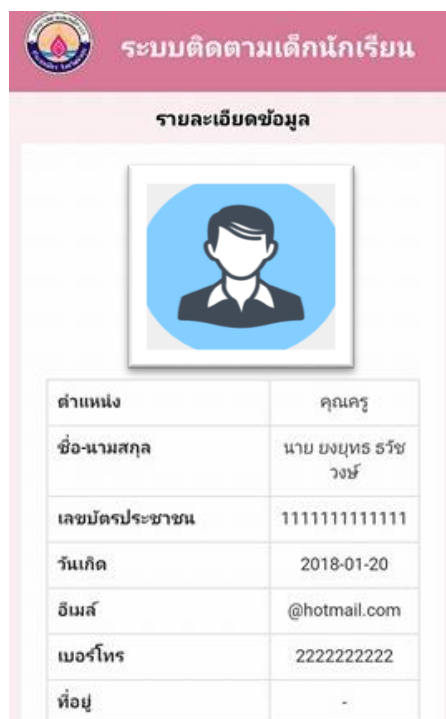 ระบบติดตามเด็กนักเรียน
รายละเอียดข้อมูล
ตำแหน่ง คุณครู
ชื่อ-นามสกุล นาย ยงยุทธ ธวัช
วงษ์
เลขบัตรประชาชน 1111111111111
วันเกิด 2018-01-20
อีเมล์ @hotmail.com
เบอร์โทร 2222222222
ที่อยู่ -